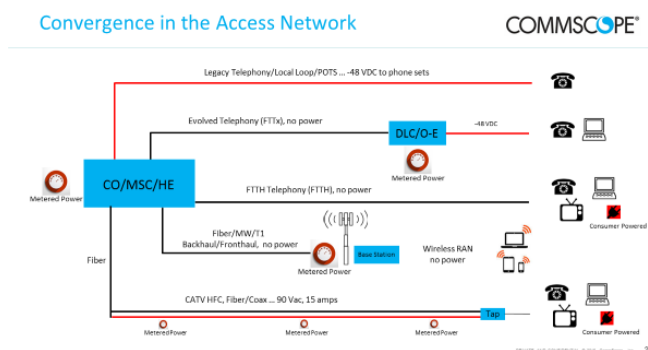 Convergence in the Access Network
COMMSCOPE®
Legacy Telephony/Local Loop/POTS ... -48 VDC to phone sets
Evolved Telephony (FTTx), no power
DLC/O-E
-48 VDC
Metered Power
CO/MSC/HE
Metered Power
FTTH Telephony (FTTH), no power
Consumer Powered
Fiber/MW/T1
Backhaul/Fronthaul, no power
Base Station
Wireless RAN
no power
Metered Power
Fiber
CATV HFC, Fiber/Coax ... 90 Vac, 15 amps
Tap
Metered Power
Metered Power
Metered Power
Consumer Powered